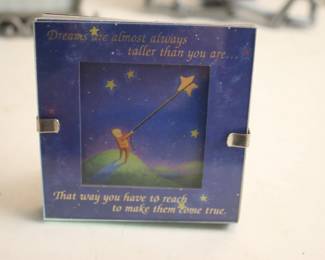 Dreams are almost always
taller than you are...
That way you have to reach
to make them come true.